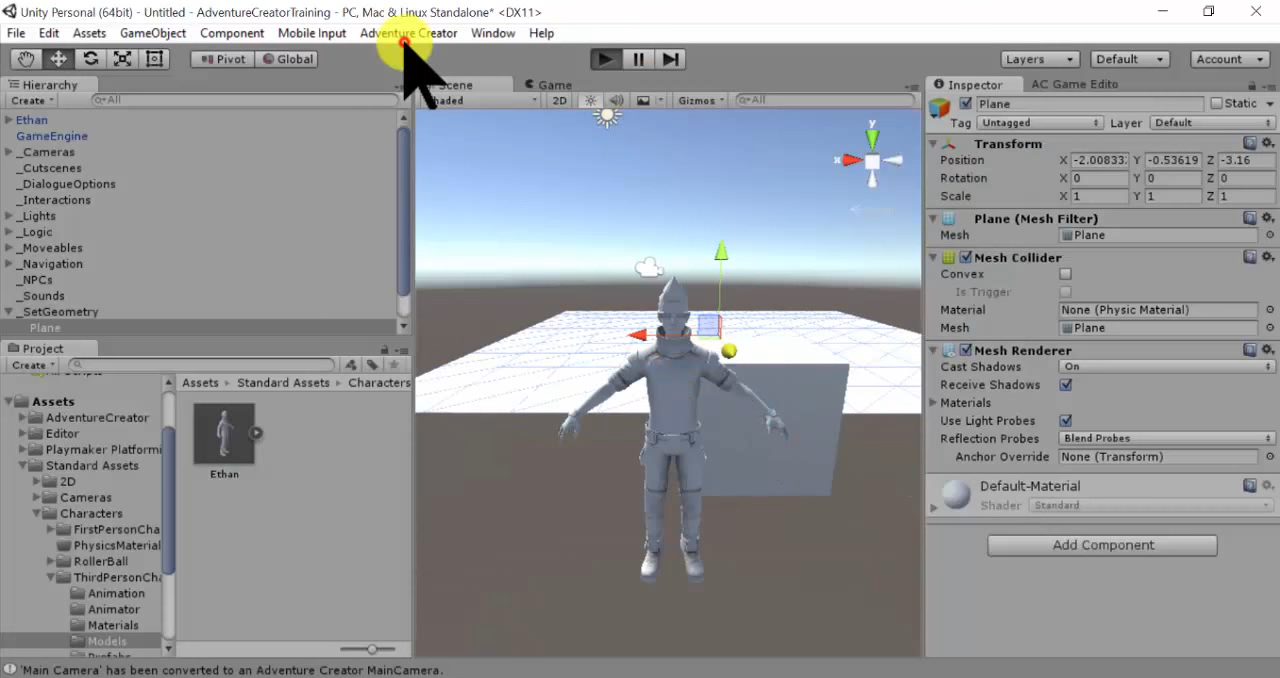 Unity Personal (64bit) - Untitled - AdventureCreatorTraining - PC, Mac & Linux Standalone* <DX11>
File Edit Assets GameObject Component Mobile Input Adventure Creator Window Help
Pivot Global Layers Default Account
Hierarchy Scene Game Inspector AC Game Edito
Create All 2D Gizmos All Plane Static
Tag Untagged Layer Default
Ethan
GameEngine
_Cameras
_Cutscenes
_DialogueOptions
_Interactions
_Lights
_Logic
_Moveables
_Navigation
_NPCs
_Sounds
_SetGeometry
Plane
y
x
Transform
Position X -2.00833 Y -0.53619 Z -3.16
Rotation X 0 Y 0 Z 0
Scale X 1 Y 1 Z 1
Plane (Mesh Filter)
Mesh Plane
Mesh Collider
Convex
Is Trigger
Material None (Physic Material)
Mesh Plane
Mesh Renderer
Cast Shadows On
Receive Shadows
Materials
Use Light Probes
Reflection Probes Blend Probes
Anchor Override None (Transform)
Default-Material
Shader Standard
Add Component
Project
Create
Assets
AdventureCreator
Editor
Playmaker Platformi
Standard Assets
2D
Cameras
Characters
FirstPersonCha
PhysicsMaterial
RollerBall
ThirdPersonCha
Animation
Animator
Materials
Models
Assets Standard Assets Characters
Ethan
'Main Camera' has been converted to an Adventure Creator MainCamera.